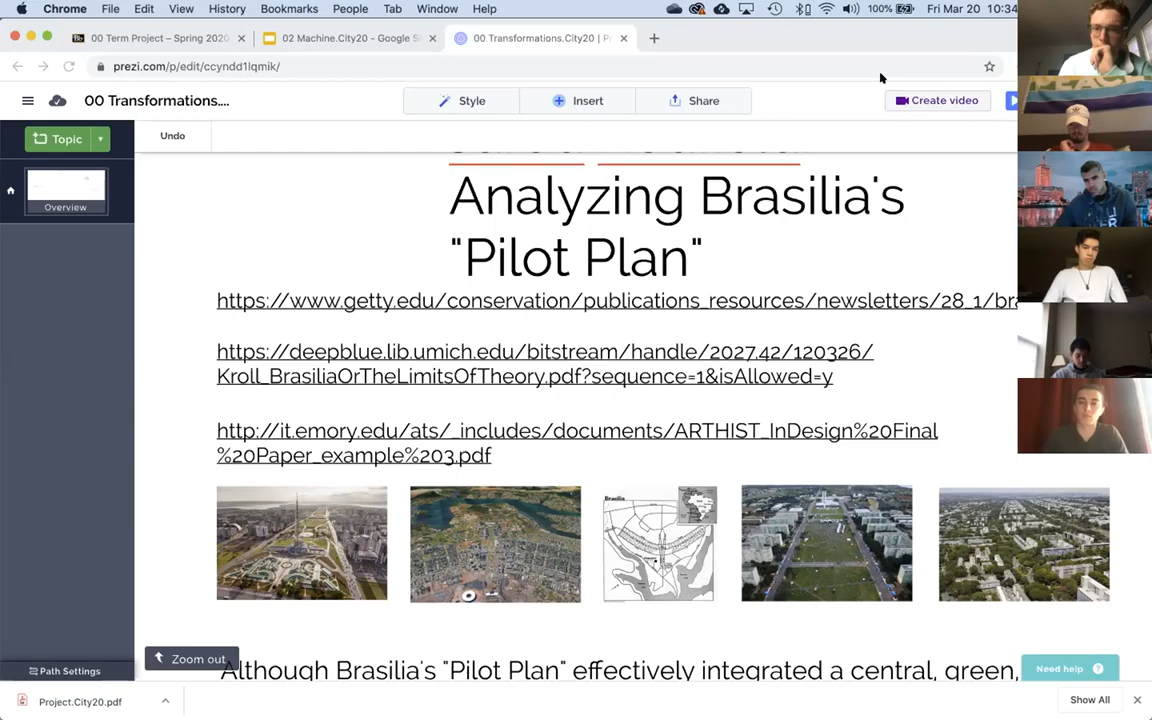 Chrome File Edit View History Bookmarks People Tab Window Help 100% Fri Mar 20 10:34
00 Term Project – Spring 2020 02 Machine.City20 - Google S 00 Transformations.City20 | P
prezi.com/p/edit/ccyndd1lqmik/
00 Transformations.... Style Insert Share Create video
Topic Undo
Overview
Analyzing Brasilia's
"Pilot Plan"
https://www.getty.edu/conservation/publications_resources/newsletters/28_1/bra
https://deepblue.lib.umich.edu/bitstream/handle/2027.42/120326/
Kroll_BrasiliaOrTheLimitsOfTheory.pdf?sequence=1&isAllowed=y
http://it.emory.edu/ats/_includes/documents/ARTHIST_InDesign%20Final
%20Paper_example%203.pdf
Brasilia
Zoom out
Although Brasilia's "Pilot Plan" effectively integrated a central, green,
Path Settings
Need help ?
Project.City20.pdf
Show All